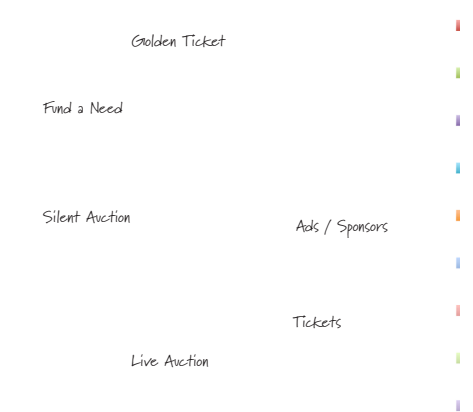 Golden Ticket
Fund a Need
Silent Auction
Ads / Sponsors
Tickets
Live Auction